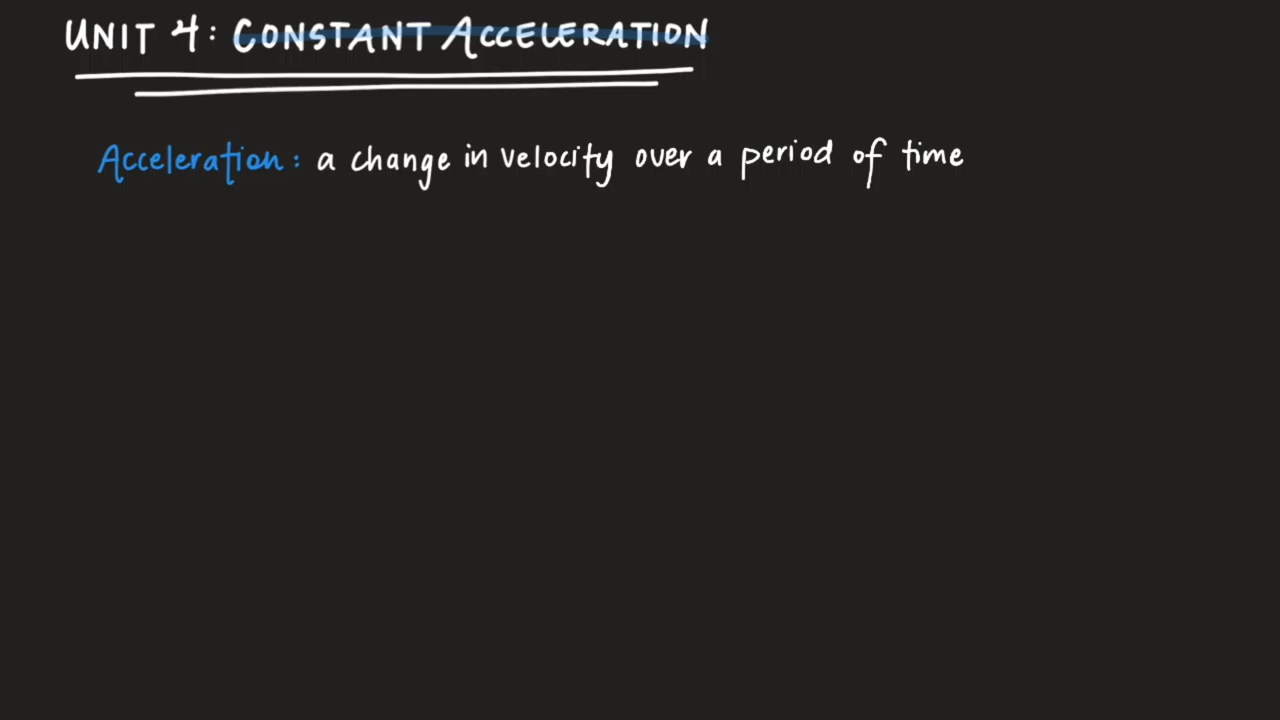 UNIT 4: CONSTANT ACCELERATION
Acceleration: a change in velocity over a period of time